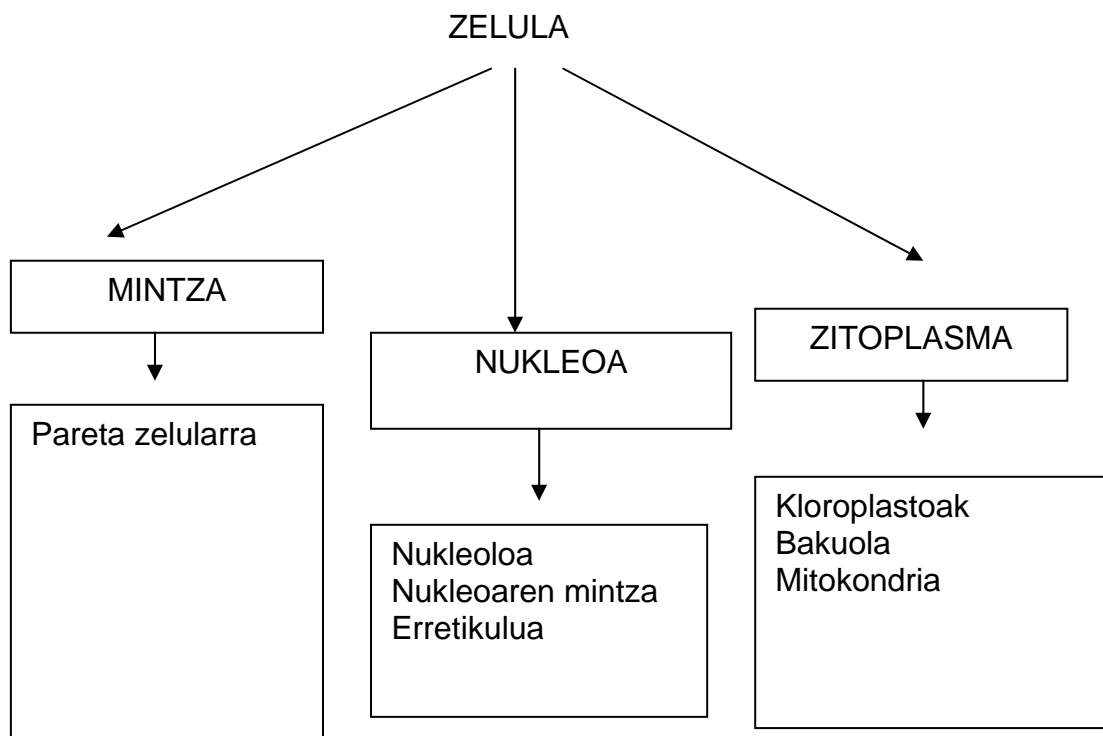 ZELULA
MINTZA
NUKLEOA
ZITOPLASMA
Pareta zelularra
Nukleoloa
Nukleoaren mintza
Erretikulua
Kloroplastoak
Bakuola
Mitokondria